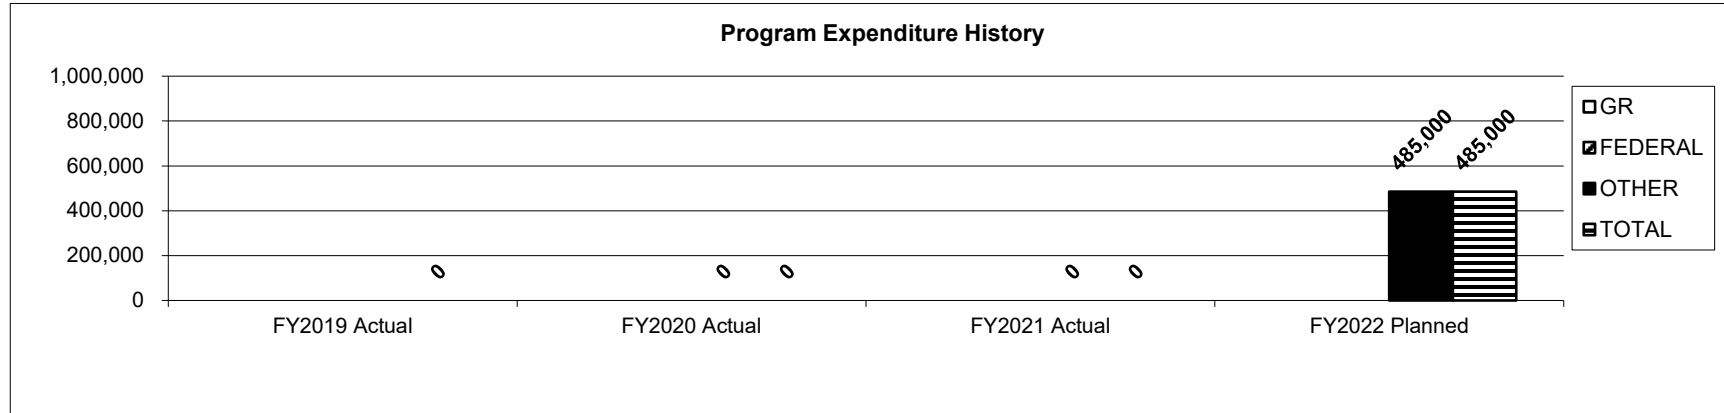 Program Expenditure History
1,000,000
800,000
600,000
400,000
200,000
0
0
0
0
0
0
485,000
485,000
FY2019 Actual
FY2020 Actual
FY2021 Actual
FY2022 Planned
GR
FEDERAL
OTHER
TOTAL